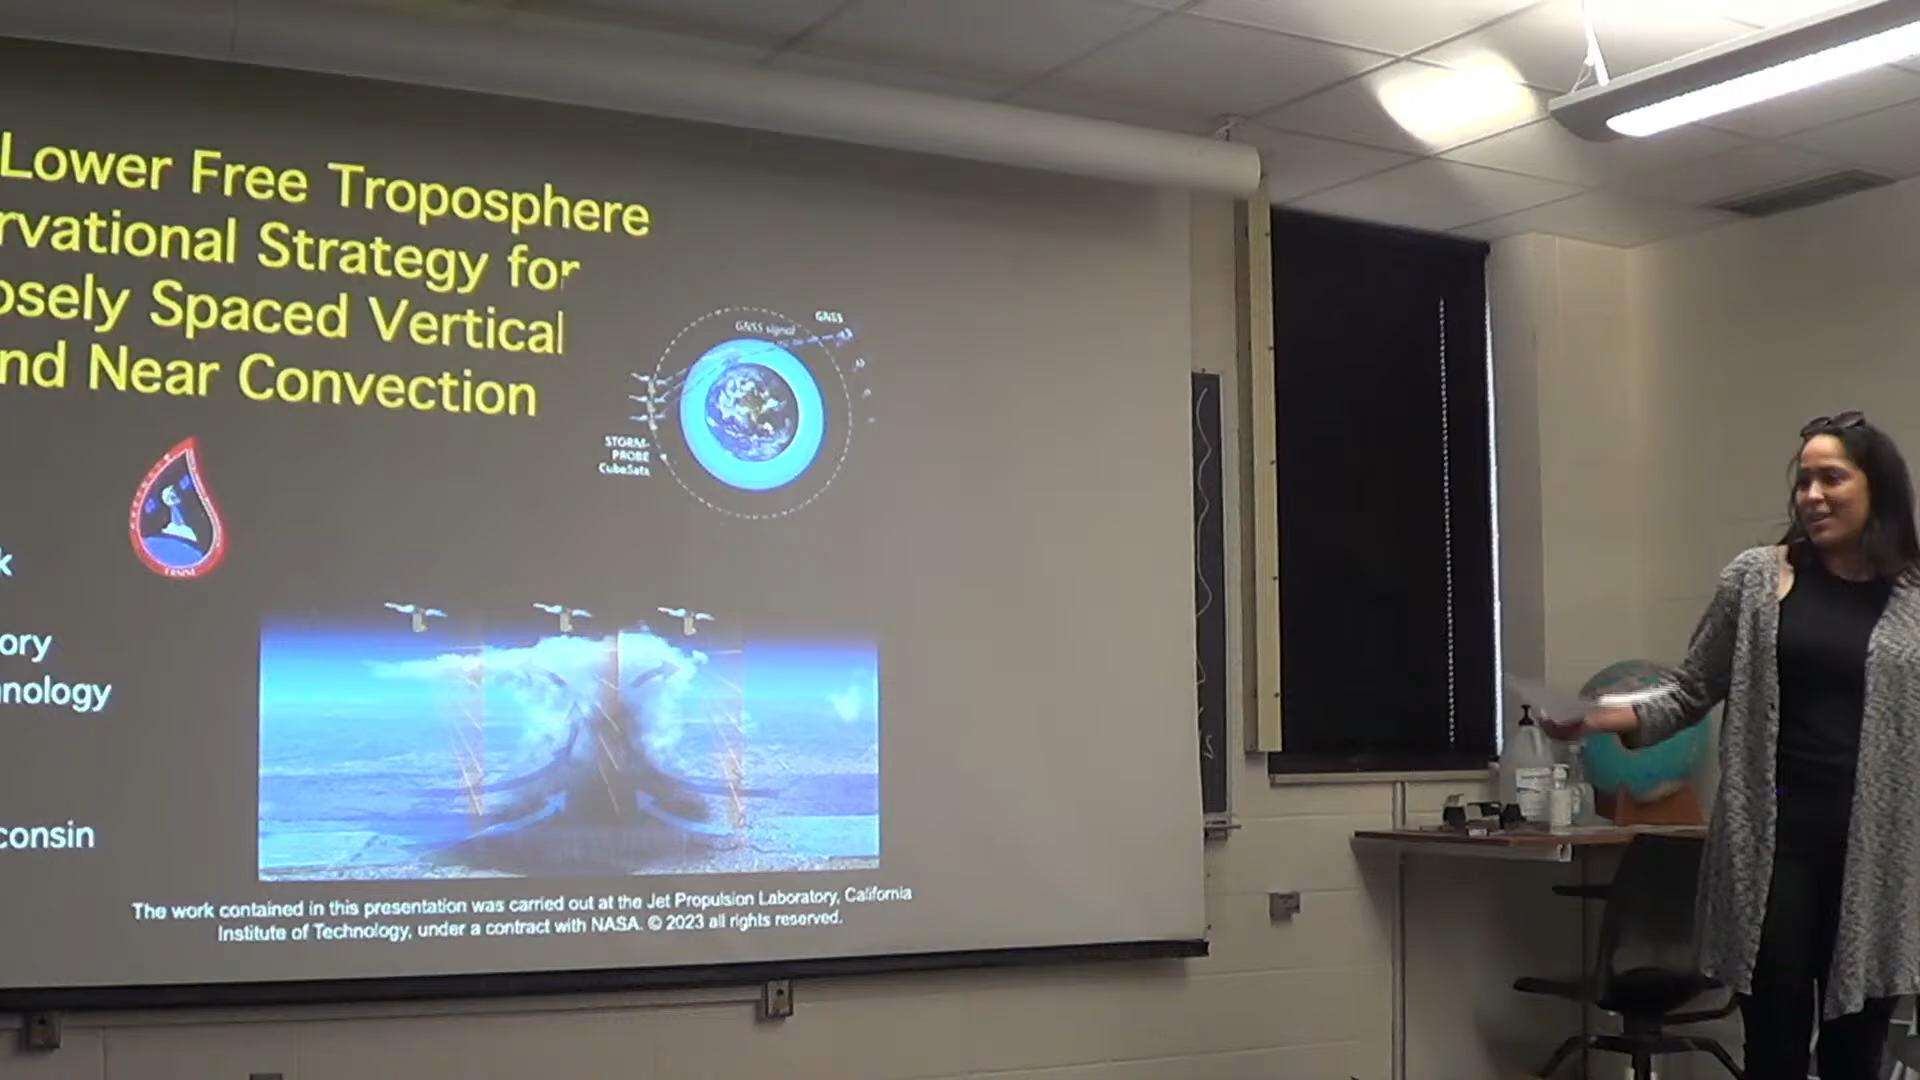 Lower Free Troposphere
rvational Strategy for
osely Spaced Vertical
nd Near Convection
GNSS
GNSS signal
STORM-
PROBE
CubeSats
k
ory
nology
consin
The work contained in this presentation was carried out at the Jet Propulsion Laboratory, California
Institute of Technology, under a contract with NASA. © 2023 all rights reserved.